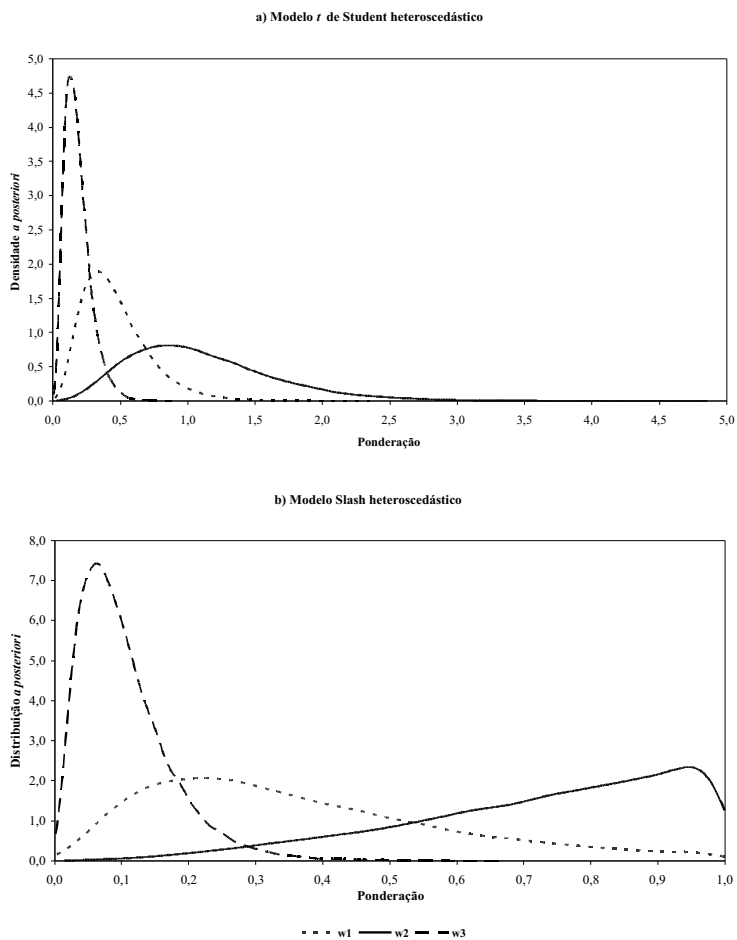 a) Modelo t de Student heteroscedástico
5,0
4,5
4,0
3,5
3,0
2,5
2,0
1,5
1,0
0,5
0,0
Densidade a posteriori
0,0 0,5 1,0 1,5 2,0 2,5 3,0 3,5 4,0 4,5 5,0
Ponderação
b) Modelo Slash heteroscedástico
8,0
7,0
6,0
5,0
4,0
3,0
2,0
1,0
0,0
Distribuição a posteriori
0,0 0,1 0,2 0,3 0,4 0,5 0,6 0,7 0,8 0,9 1,0
Ponderação
w1 w2 w3